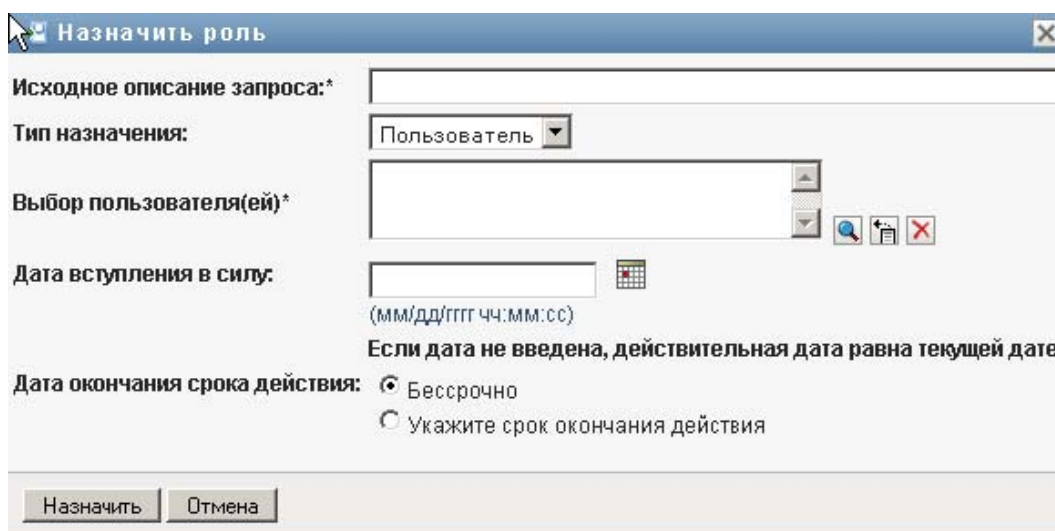 Назначить роль
Исходное описание запроса:*
Тип назначения: Пользователь
Выбор пользователя(ей)*
Дата вступления в силу:
(мм/дд/гггг чч:мм:сс)
Если дата не введена, действительная дата равна текущей дате
Дата окончания срока действия: Бессрочно
Укажите срок окончания действия
Назначить Отмена